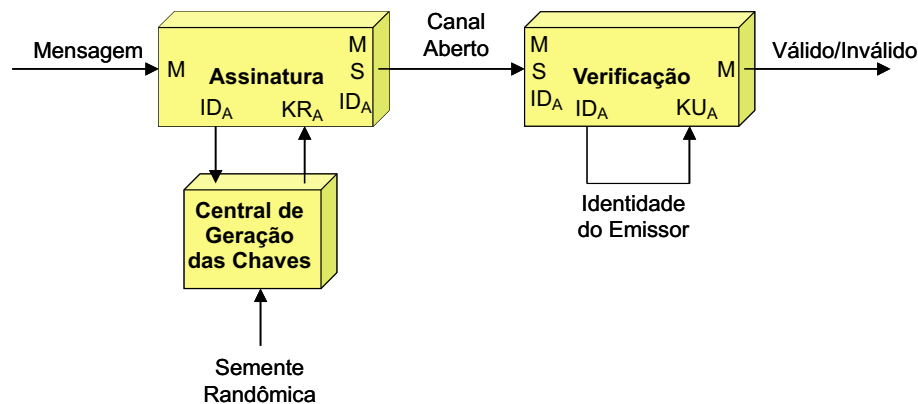 Mensagem
M
Assinatura
M
S
ID_A
ID_A
KR_A
Canal
Aberto
M
S
ID_A
Verificação
M
ID_A
KU_A
Válido/Inválido
Central de
Geração
das Chaves
Identidade
do Emissor
Semente
Randômica